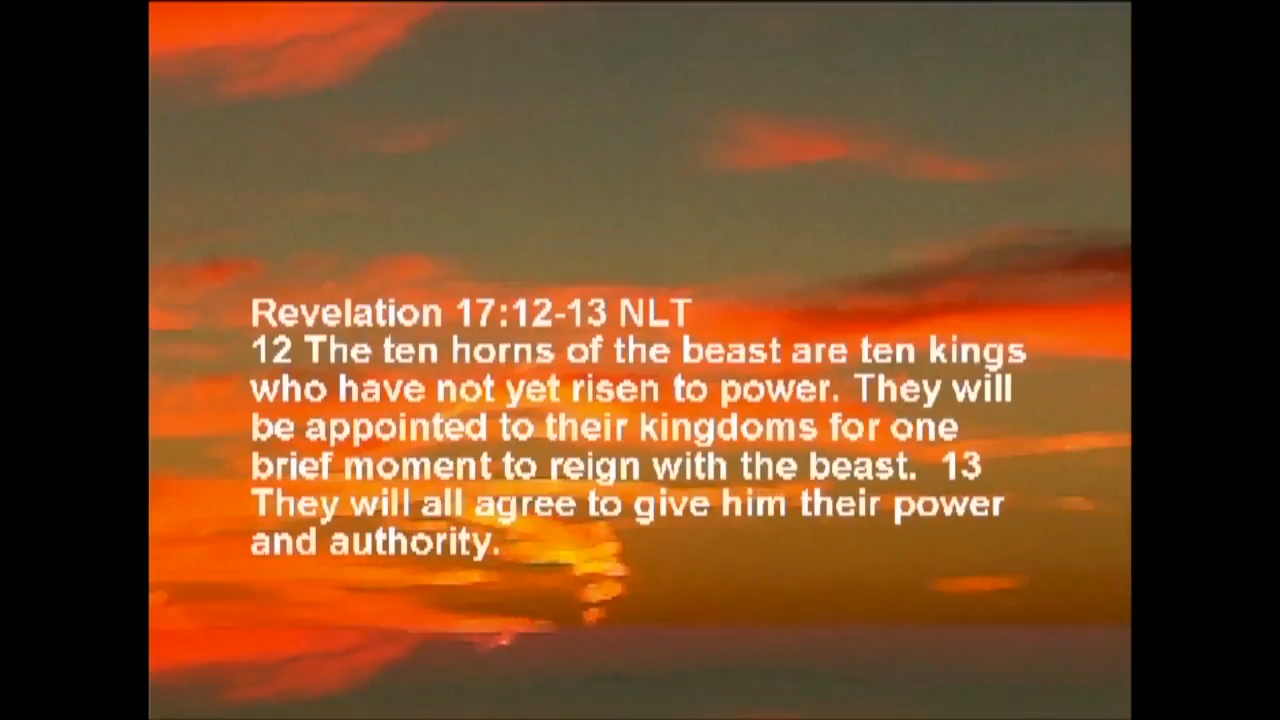 Revelation 17:12-13 NLT
12 The ten horns of the beast are ten kings
who have not yet risen to power. They will
be appointed to their kingdoms for one
brief moment to reign with the beast.  13
They will all agree to give him their power
and authority.